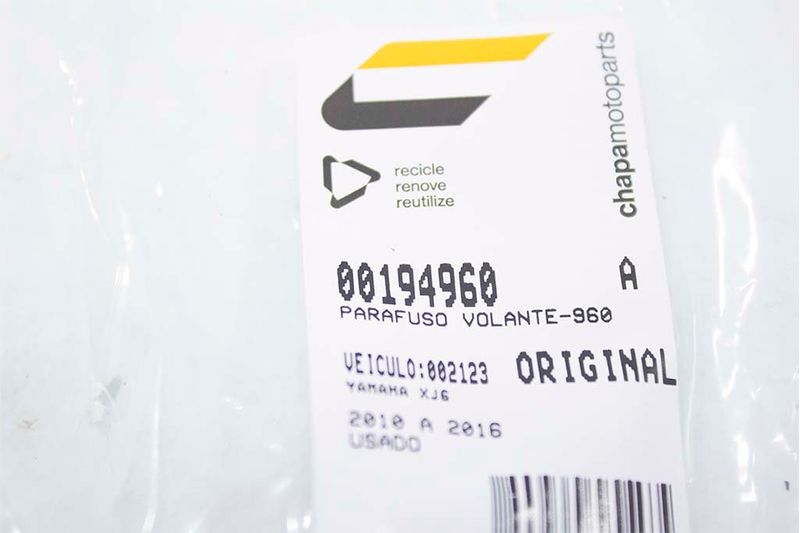 chapamotoparts
recicle
renove
reutilize
00194960 A
PARAFUSO VOLANTE-960
VEICULO:002123 ORIGINAL
YAMAHA XJ6
2010 A 2016
USADO